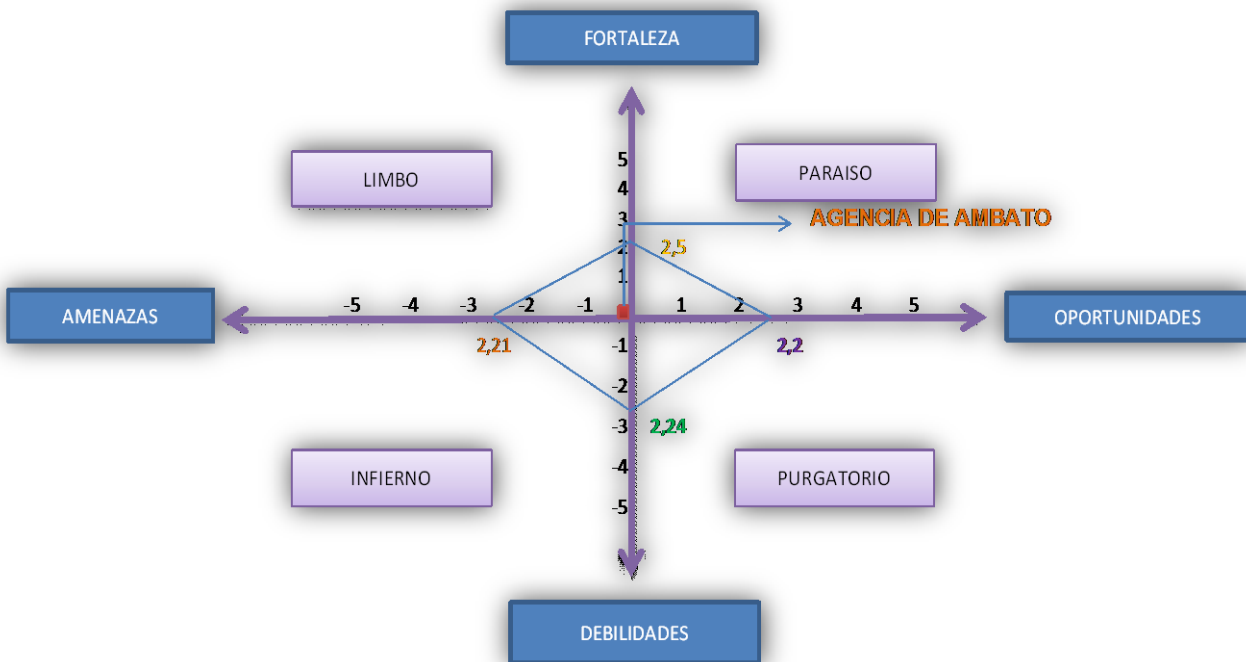 FORTALEZA
LIMBO
PARAISO
5
4
3
AGENCIA DE AMBATO
2
2,5
1
AMENAZAS
-5 -4 -3 -2 -1 1 2 3 4 5
OPORTUNIDADES
2,21
-1
2,2
-2
-3
2,24
-4
INFIERNO
PURGATORIO
-5
DEBILIDADES